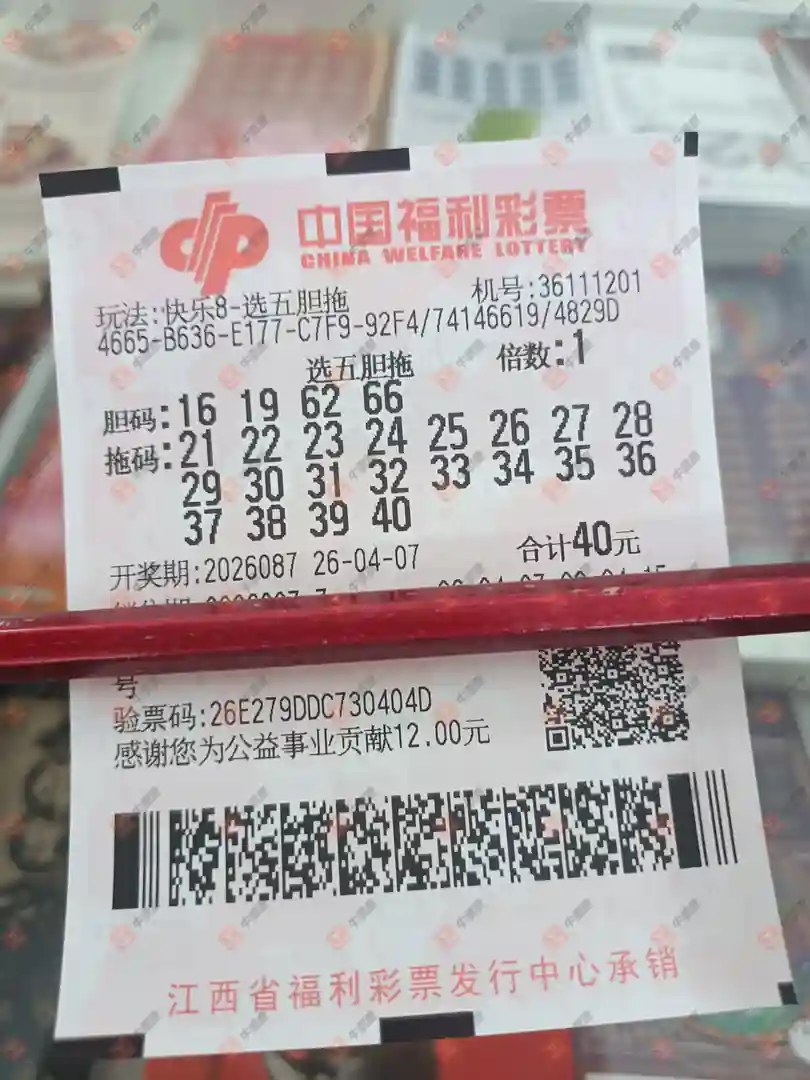 中国福利彩票
CHINA WELFARE LOTTERY
玩法:快乐8-选五胆拖 机号:36111201
4665-B636-E177-C7F9-92F4/74146619/4829D
选五胆拖 倍数:1
胆码:16 19 62 66
拖码:21 22 23 24 25 26 27 28
29 30 31 32 33 34 35 36
37 38 39 40
开奖期:2026087 26-04-07 合计40元
号
验票码:26E279DDC730404D
感谢您为公益事业贡献12.00元
江西省福利彩票发行中心承销